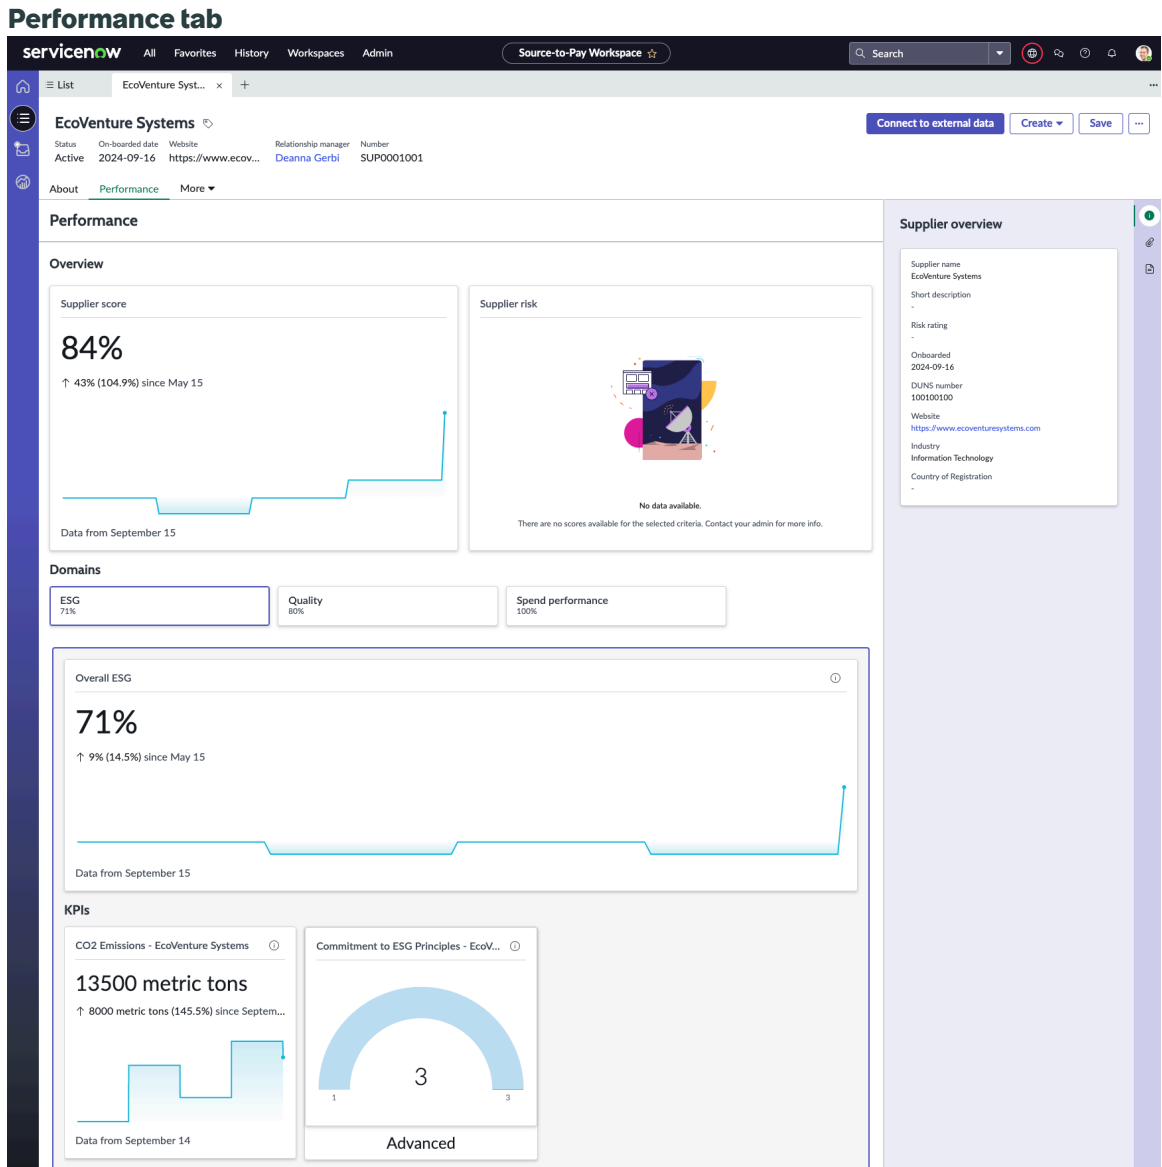 Performance tab
servicenow All Favorites History Workspaces Admin Source-to-Pay Workspace Search
List EcoVenture Syst... × +
EcoVenture Systems
Connect to external data Create Save ...
Status On-boarded date Website Relationship manager Number
Active 2024-09-16 https://www.ecov... Deanna Gerbi SUP0001001
About Performance More
Performance
Overview
Supplier score
84%
↑ 43% (104.9%) since May 15
Data from September 15
Supplier risk
No data available.
There are no scores available for the selected criteria. Contact your admin for more info.
Domains
ESG
71%
Quality
80%
Spend performance
100%
Overall ESG
71%
↑ 9% (14.5%) since May 15
Data from September 15
KPIs
CO2 Emissions - EcoVenture Systems
13500 metric tons
↑ 8000 metric tons (145.5%) since Septem...
Data from September 14
Commitment to ESG Principles - EcoV...
3
1 3
Advanced
Supplier overview
Supplier name
EcoVenture Systems
Short description
-
Risk rating
-
Onboarded
2024-09-16
DUNS number
100100100
Website
https://www.ecoventuresystems.com
Industry
Information Technology
Country of Registration
-